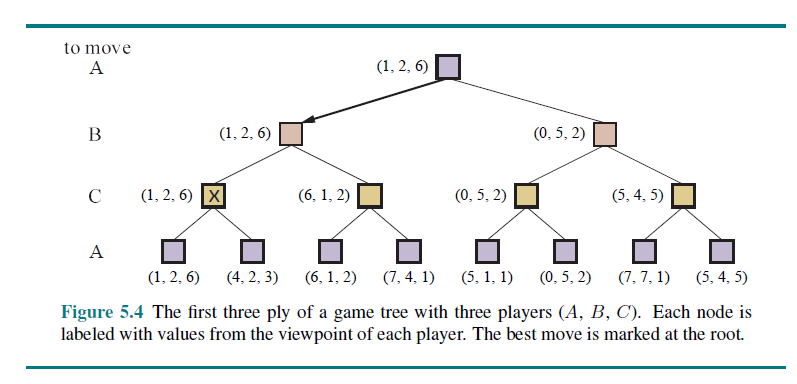 to move
A (1, 2, 6)
B (1, 2, 6) (0, 5, 2)
C (1, 2, 6) X (6, 1, 2) (0, 5, 2) (5, 4, 5)
A
(1, 2, 6) (4, 2, 3) (6, 1, 2) (7, 4, 1) (5, 1, 1) (0, 5, 2) (7, 7, 1) (5, 4, 5)
Figure 5.4 The first three ply of a game tree with three players (A, B, C). Each node is
labeled with values from the viewpoint of each player. The best move is marked at the root.